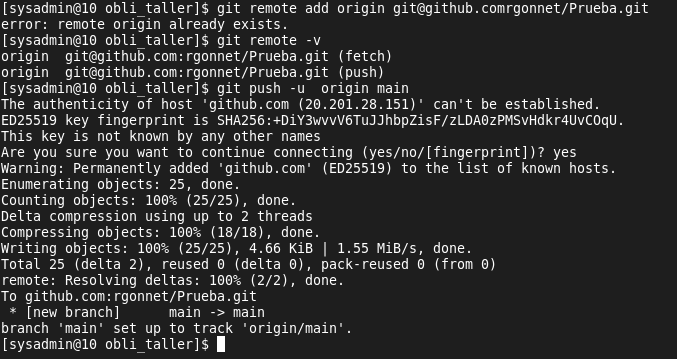 [sysadmin@10 obli_taller]$ git remote add origin git@github.comrgonnet/Prueba.git
error: remote origin already exists.
[sysadmin@10 obli_taller]$ git remote -v
origin  git@github.com:rgonnet/Prueba.git (fetch)
origin  git@github.com:rgonnet/Prueba.git (push)
[sysadmin@10 obli_taller]$ git push -u  origin main
The authenticity of host 'github.com (20.201.28.151)' can't be established.
ED25519 key fingerprint is SHA256:+DiY3wvvV6TuJJhbpZisF/zLDA0zPMSvHdkr4UvCOqU.
This key is not known by any other names
Are you sure you want to continue connecting (yes/no/[fingerprint])? yes
Warning: Permanently added 'github.com' (ED25519) to the list of known hosts.
Enumerating objects: 25, done.
Counting objects: 100% (25/25), done.
Delta compression using up to 2 threads
Compressing objects: 100% (18/18), done.
Writing objects: 100% (25/25), 4.66 KiB | 1.55 MiB/s, done.
Total 25 (delta 2), reused 0 (delta 0), pack-reused 0 (from 0)
remote: Resolving deltas: 100% (2/2), done.
To github.com:rgonnet/Prueba.git
 * [new branch]      main -> main
branch 'main' set up to track 'origin/main'.
[sysadmin@10 obli_taller]$